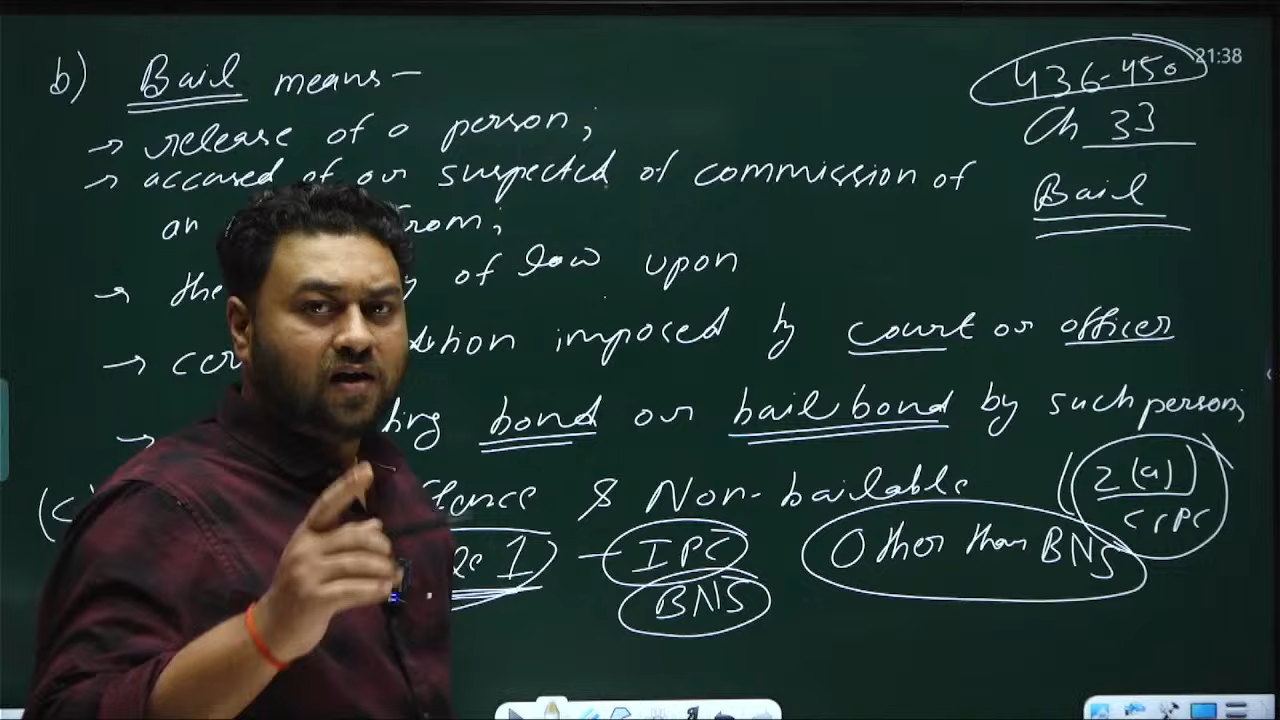 b) Bail means –
→ release of a person;
→ accused of or suspected of commission of
an from;
→ the of law upon
→ imposed by court or officer
→ bond or bail bond by such person;
(c) & Non-bailable (2(a)
CrPC
1 – IPC Other than BNS
BNS
21:38
436-450
Ch 33
Bail